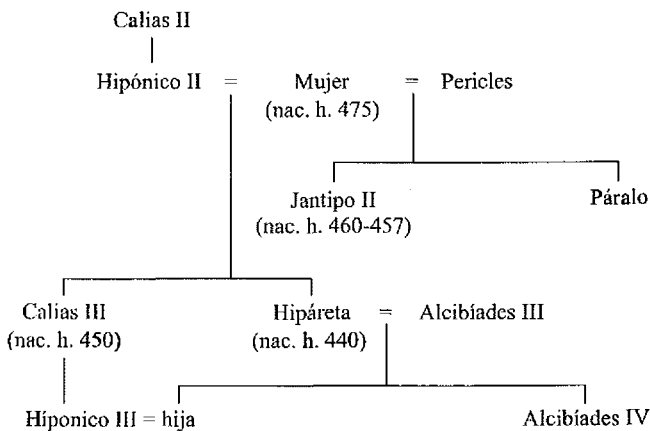 Calias II
Hipónico II = Mujer = Pericles
(nac. h. 475)
Jantipo II Páralo
(nac. h. 460-457)
Calias III Hipáreta = Alcibíades III
(nac. h. 450) (nac. h. 440)
Híponico III = hija Alcibíades IV